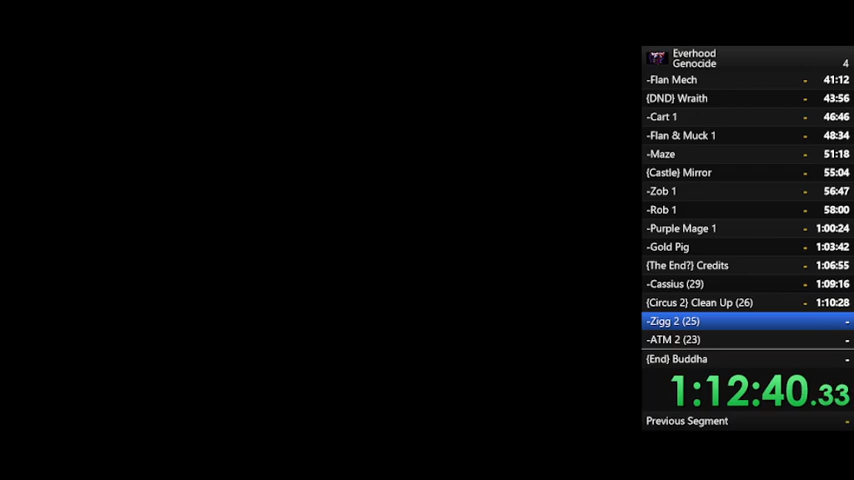 Everhood
Genocide 4
-Flan Mech - 41:12
{DND} Wraith - 43:56
-Cart 1 - 46:46
-Flan & Muck 1 - 48:34
-Maze - 51:18
{Castle} Mirror - 55:04
-Zob 1 - 56:47
-Rob 1 - 58:00
-Purple Mage 1 - 1:00:24
-Gold Pig - 1:03:42
{The End?} Credits - 1:06:55
-Cassius (29) - 1:09:16
{Circus 2} Clean Up (26) - 1:10:28
-Zigg 2 (25) -
-ATM 2 (23) -
{End} Buddha -
1:12:40.33
Previous Segment -